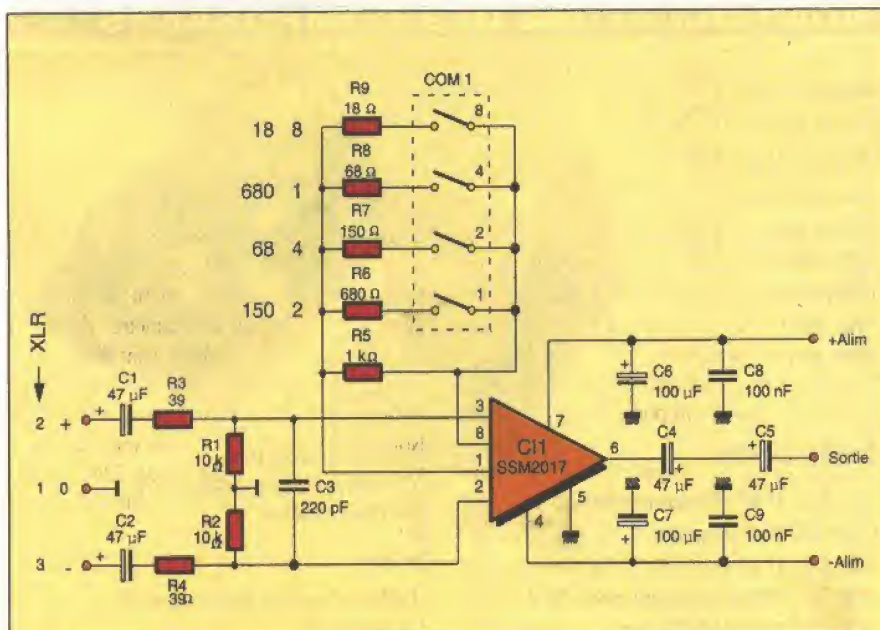 COM 1
R9
18 Ω
18 8
8
R8
68 Ω
680 1
4
R7
150 Ω
68 4
2
R6
680 Ω
150 2
1
R5
1 kΩ
XLR
C1
47 µF
R3
39
2 +
R1
10 k
Ω
1 0
R2
10 k
Ω
C3
220 pF
C2
47 µF
+
3 -
R4
39Ω
3
8
1
2
CI1
SSM2017
7
6
5
4
+
C6
100 µF
C8
100 nF
+Alim
C4
+
47 µF
C5
+
47 µF
Sortie
C7
+
100 µF
C9
100 nF
-Alim
+